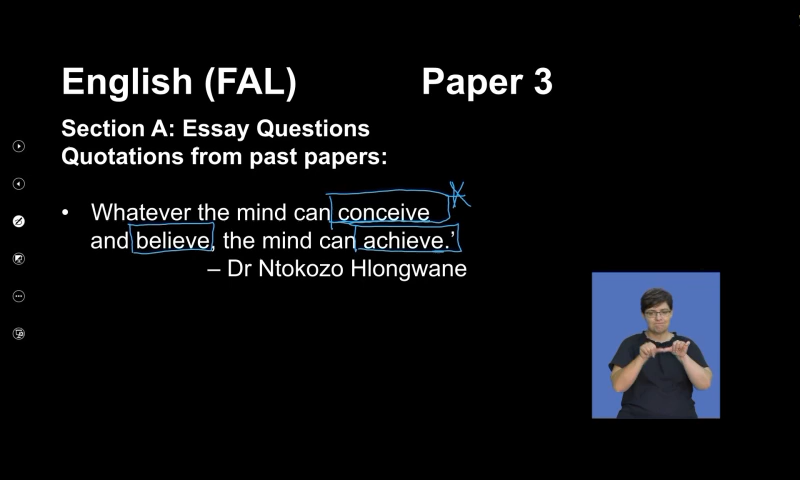 English (FAL) Paper 3
Section A: Essay Questions
Quotations from past papers:
• Whatever the mind can conceive
and believe, the mind can achieve.’
– Dr Ntokozo Hlongwane